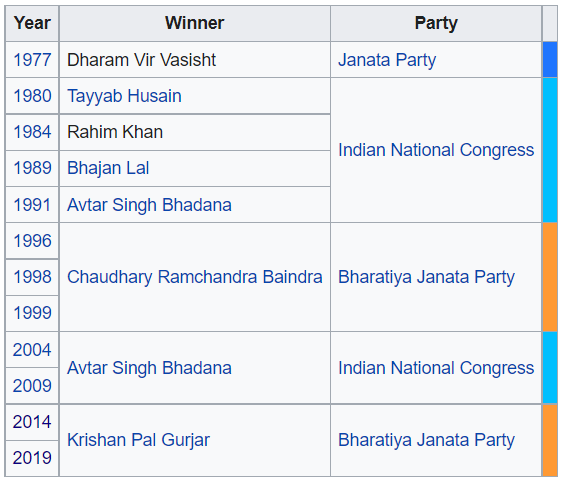 Year Winner Party
1977 Dharam Vir Vasisht Janata Party
1980 Tayyab Husain
1984 Rahim Khan
Indian National Congress
1989 Bhajan Lal
1991 Avtar Singh Bhadana
1996
1998 Chaudhary Ramchandra Baindra Bharatiya Janata Party
1999
2004
Avtar Singh Bhadana Indian National Congress
2009
2014
Krishan Pal Gurjar Bharatiya Janata Party
2019